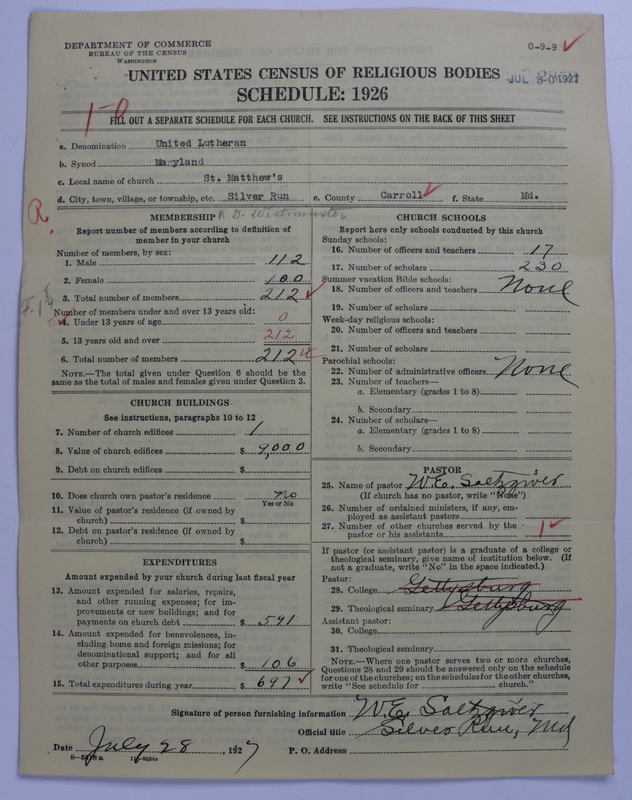 DEPARTMENT OF COMMERCE
BUREAU OF THE CENSUS
WASHINGTON
0-9-9
UNITED STATES CENSUS OF RELIGIOUS BODIES
JUL 30 1927
SCHEDULE: 1926
1-0
FILL OUT A SEPARATE SCHEDULE FOR EACH CHURCH. SEE INSTRUCTIONS ON THE BACK OF THIS SHEET
a. Denomination United Lutheran
b. Synod Maryland
c. Local name of church St. Matthew's
d. City, town, village, or township, etc. Silver Run e. County Carroll f. State Md.
R.
R D. Westminster
MEMBERSHIP
Report number of members according to definition of
member in your church
Number of members, by sex:
1. Male 112
2. Female 100
3. Total number of members 212
Number of members under and over 13 years old:
4. Under 13 years of age 0
5. 13 years old and over 212
6. Total number of members 212
NOTE.—The total given under Question 6 should be the
same as the total of males and females given under Question 3.
CHURCH BUILDINGS
See instructions, paragraphs 10 to 12
7. Number of church edifices 1
8. Value of church edifices $ 9,000
9. Debt on church edifices $
10. Does church own pastor's residence no
Yes or No
11. Value of pastor's residence (if owned by
church) $
12. Debt on pastor's residence (if owned by
church) $
EXPENDITURES
Amount expended by your church during last fiscal year
13. Amount expended for salaries, repairs,
and other running expenses; for im-
provements or new buildings; and for
payments on church debt $ 591
14. Amount expended for benevolences, in-
cluding home and foreign missions; for
denominational support; and for all
other purposes $ 106
15. Total expenditures during year $ 697
CHURCH SCHOOLS
Report here only schools conducted by this church
Sunday schools:
16. Number of officers and teachers 17
17. Number of scholars 230
Summer vacation Bible schools:
18. Number of officers and teachers None
19. Number of scholars
Week-day religious schools:
20. Number of officers and teachers
21. Number of scholars
Parochial schools:
22. Number of administrative officers None
23. Number of teachers—
a. Elementary (grades 1 to 8)
b. Secondary
24. Number of scholars—
a. Elementary (grades 1 to 8)
b. Secondary
PASTOR
25. Name of pastor W.E. Saltzgiver
(If church has no pastor, write "None")
26. Number of ordained ministers, if any, em-
ployed as assistant pastors
27. Number of other churches served by the
pastor or his assistants 1
If pastor (or assistant pastor) is a graduate of a college or
theological seminary, give name of institution below. (If
not a graduate, write "No" in the space indicated.)
Pastor:
28. College Gettysburg
29. Theological seminary Gettysburg
Assistant pastor:
30. College
31. Theological seminary
NOTE.—Where one pastor serves two or more churches,
Questions 28 and 29 should be answered only on the schedule
for one of the churches; on the schedules for the other churches,
write "See schedule for church."
Signature of person furnishing information W.E. Saltzgiver
Official title Silver Run, Md
Date July 28, 1927 P. O. Address